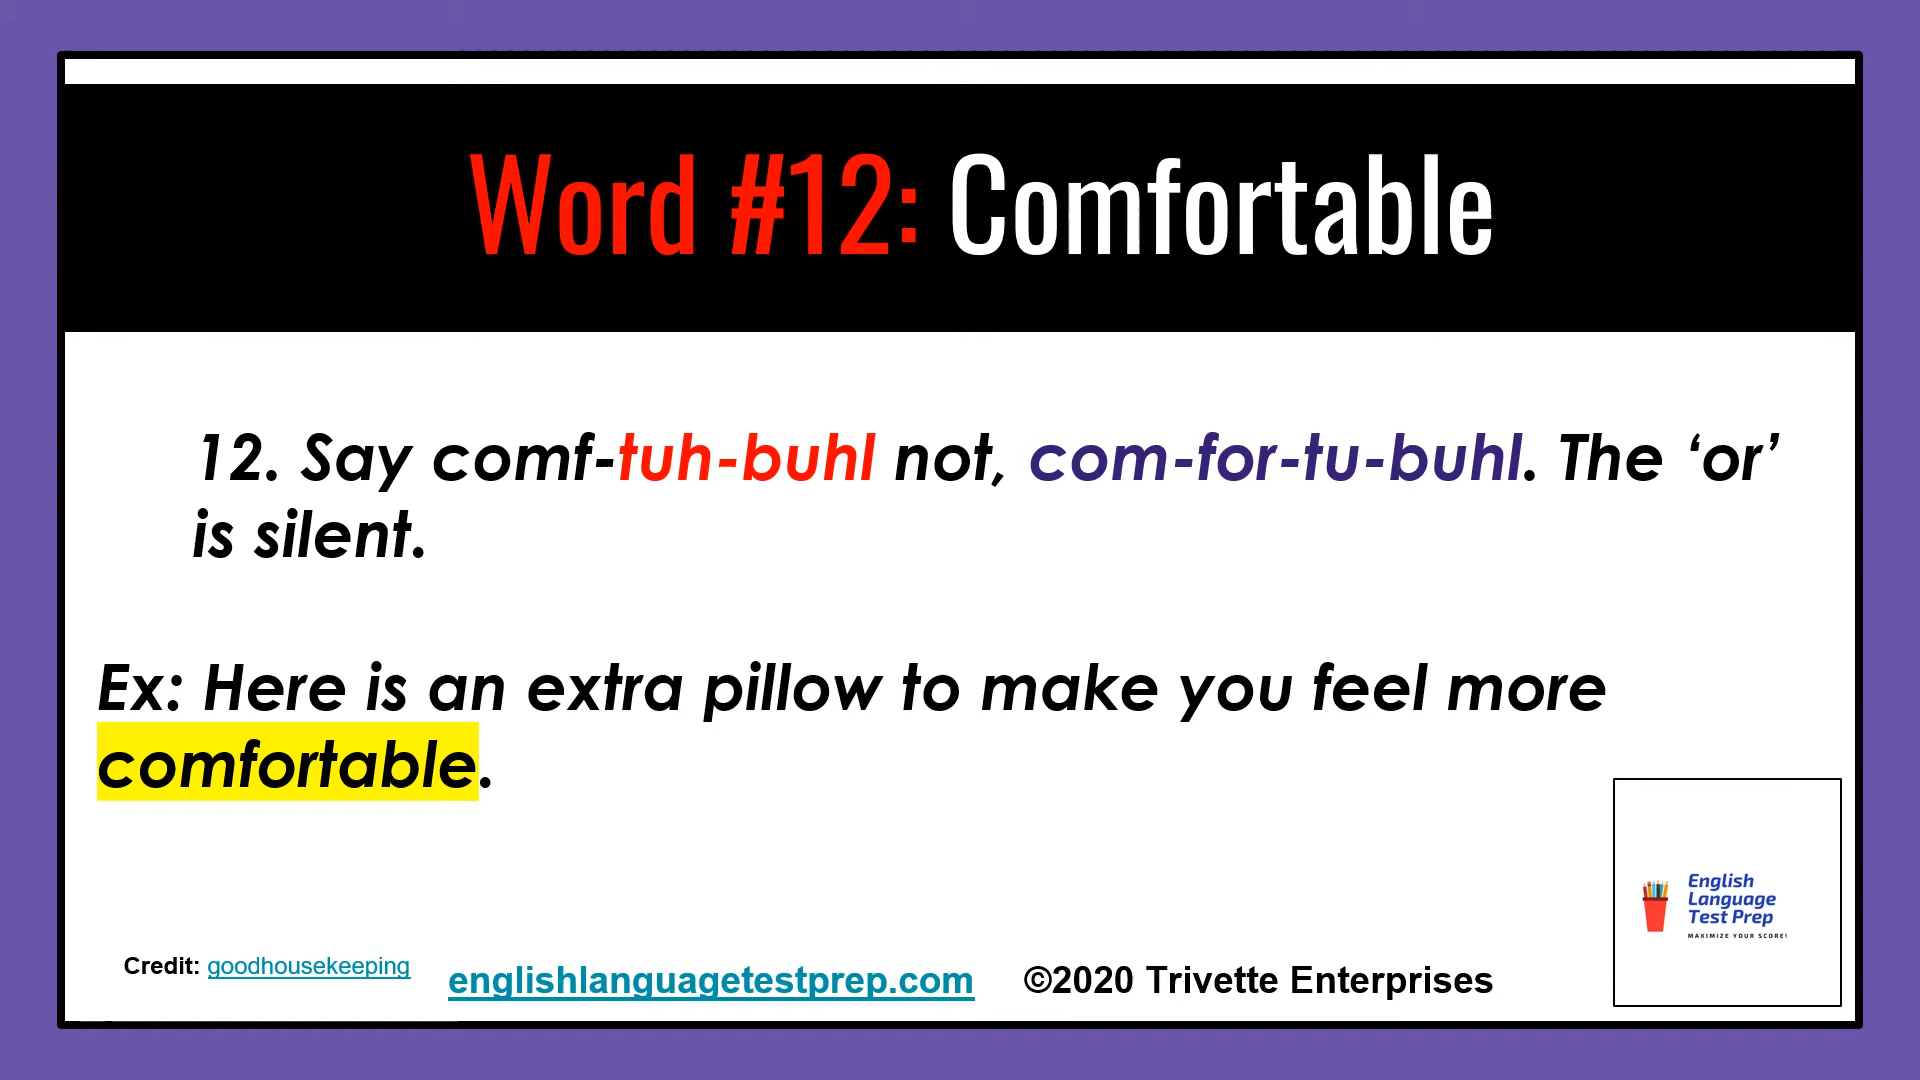 Word #12: Comfortable
12. Say comf-tuh-buhl not, com-for-tu-buhl. The ‘or’
is silent.
Ex: Here is an extra pillow to make you feel more
comfortable.
English
Language
Test Prep
MAXIMIZE YOUR SCORE!
Credit: goodhousekeeping
englishlanguagetestprep.com ©2020 Trivette Enterprises